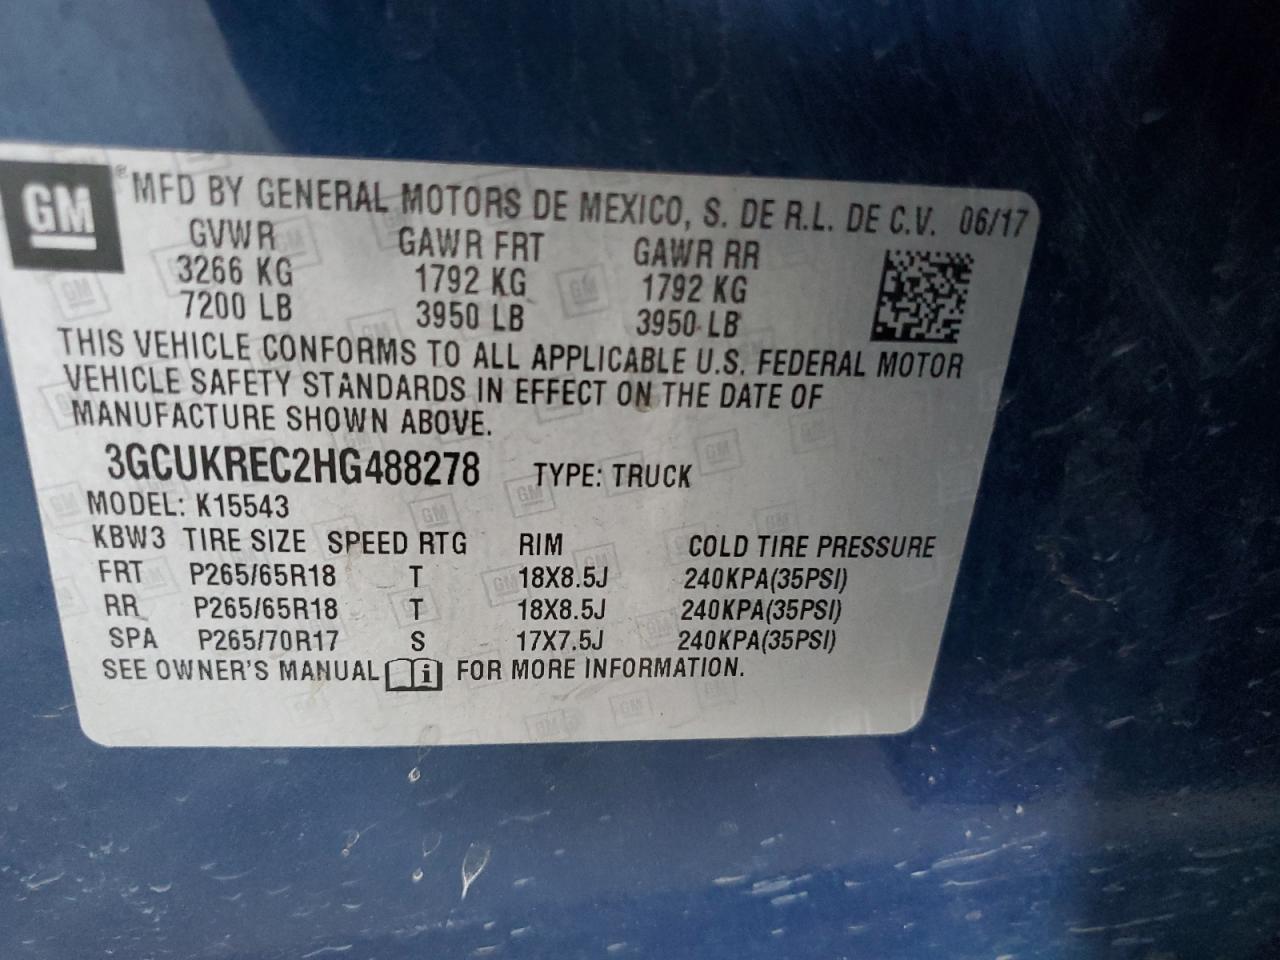 GM
® MFD BY GENERAL MOTORS DE MEXICO, S. DE R.L. DE C.V. 06/17
GVWR GAWR FRT GAWR RR
3266 KG 1792 KG 1792 KG
7200 LB 3950 LB 3950 LB
THIS VEHICLE CONFORMS TO ALL APPLICABLE U.S. FEDERAL MOTOR
VEHICLE SAFETY STANDARDS IN EFFECT ON THE DATE OF
MANUFACTURE SHOWN ABOVE.
3GCUKREC2HG488278 TYPE: TRUCK
MODEL: K15543
KBW3 TIRE SIZE SPEED RTG RIM COLD TIRE PRESSURE
FRT P265/65R18 T 18X8.5J 240KPA(35PSI)
RR P265/65R18 T 18X8.5J 240KPA(35PSI)
SPA P265/70R17 S 17X7.5J 240KPA(35PSI)
SEE OWNER'S MANUAL i FOR MORE INFORMATION.